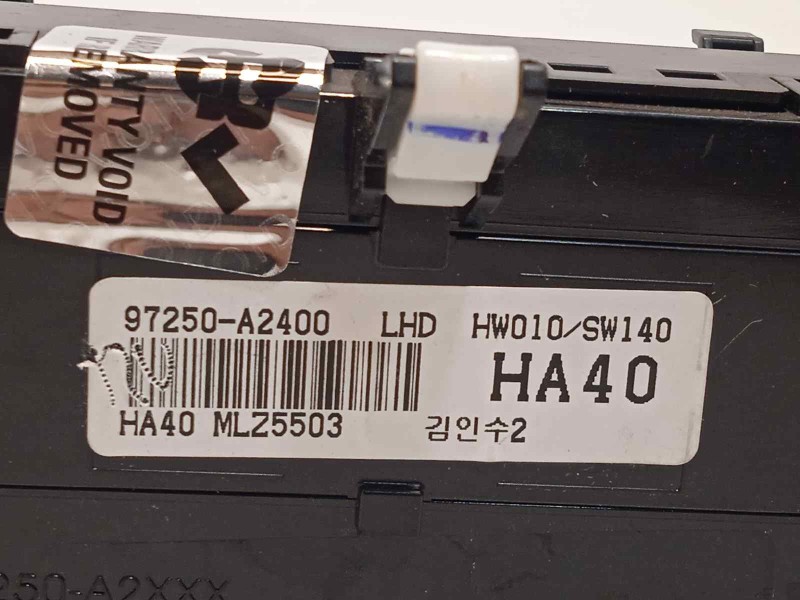 WARRANTY VOID
IF REMOVED
97250-A2400 LHD HW010/SW140
HA40
HA40 MLZ5503 김인수2
250-A2XXX